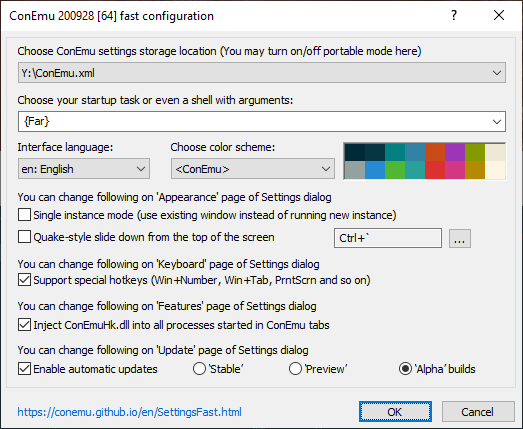 ConEmu 200928 [64] fast configuration
Choose ConEmu settings storage location (You may turn on/off portable mode here)
Y:\ConEmu.xml
Choose your startup task or even a shell with arguments:
{Far}
Interface language:
Choose color scheme:
en: English
<ConEmu>
You can change following on 'Appearance' page of Settings dialog
Single instance mode (use existing window instead of running new instance)
Quake-style slide down from the top of the screen
Ctrl+`
...
You can change following on 'Keyboard' page of Settings dialog
Support special hotkeys (Win+Number, Win+Tab, PrntScrn and so on)
You can change following on 'Features' page of Settings dialog
Inject ConEmuHk.dll into all processes started in ConEmu tabs
You can change following on 'Update' page of Settings dialog
Enable automatic updates
'Stable'
'Preview'
'Alpha' builds
https://conemu.github.io/en/SettingsFast.html
OK
Cancel